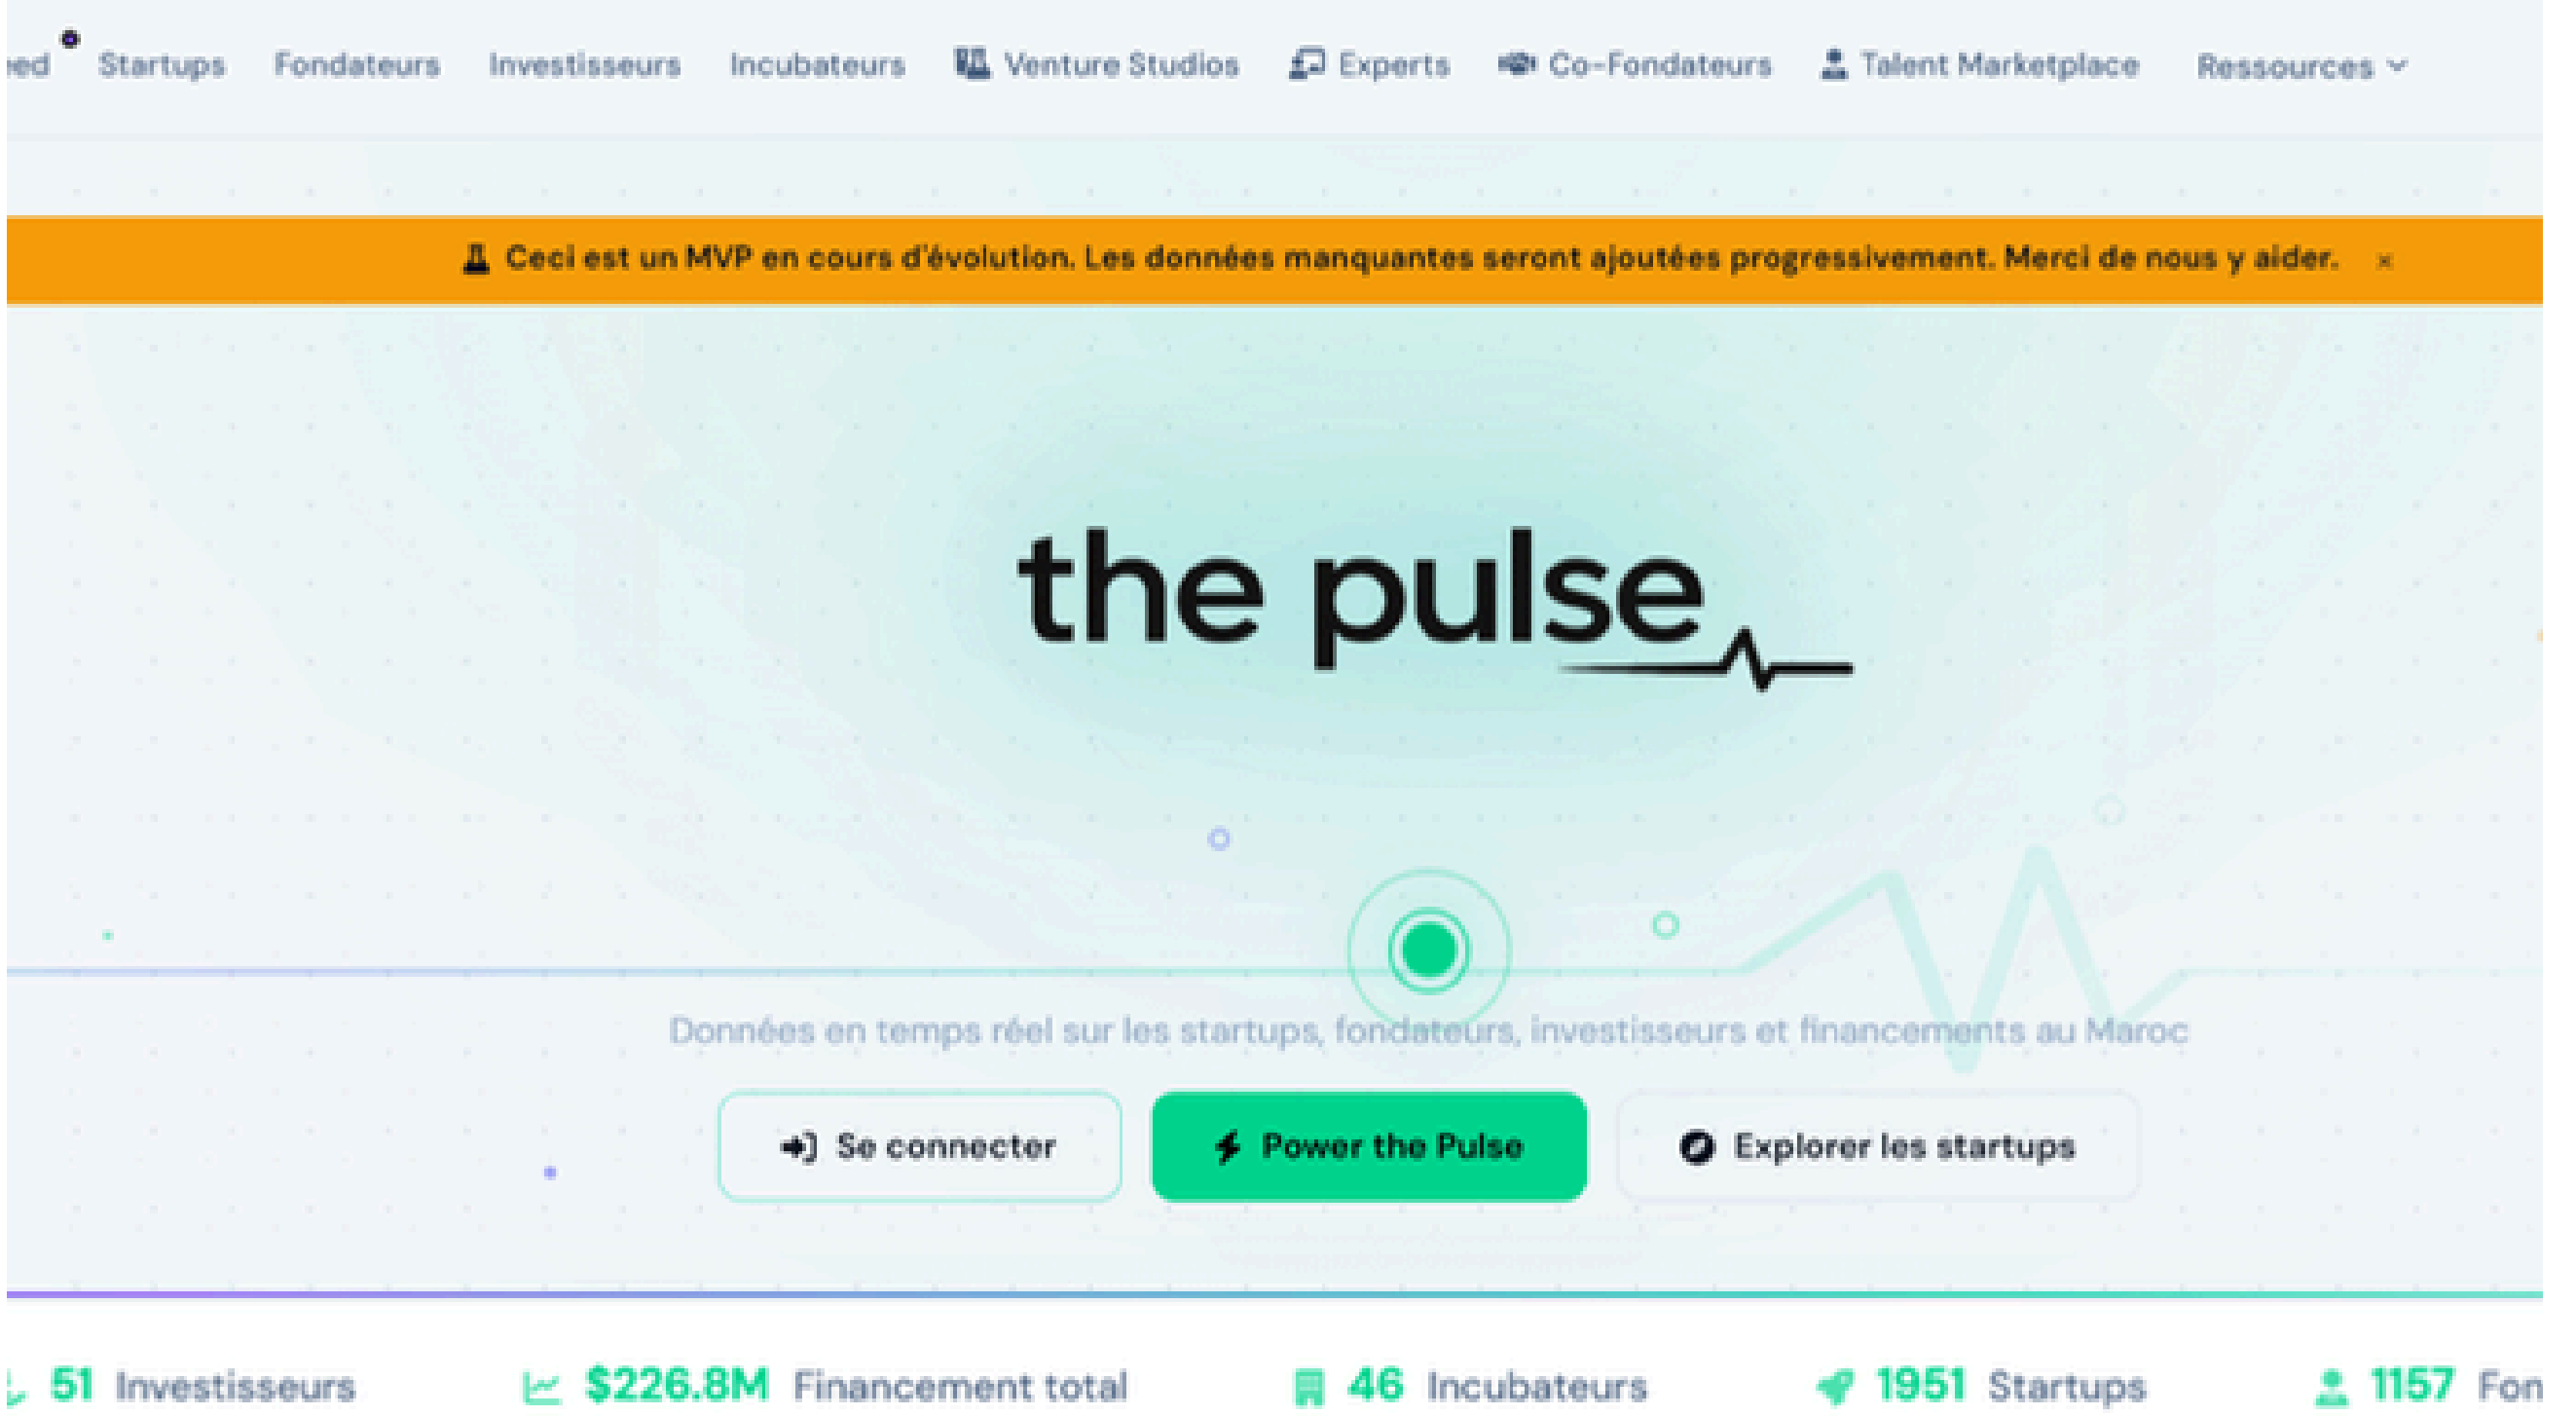 Startups Fondateurs Investisseurs Incubateurs Venture Studios Experts Co-Fondateurs Talent Marketplace Ressources
Ceci est un MVP en cours d'évolution. Les données manquantes seront ajoutées progressivement. Merci de nous y aider. ×
the pulse
Données en temps réel sur les startups, fondateurs, investisseurs et financements au Maroc
Se connecter Power the Pulse Explorer les startups
51 Investisseurs $226.8M Financement total 46 Incubateurs 1951 Startups 1157